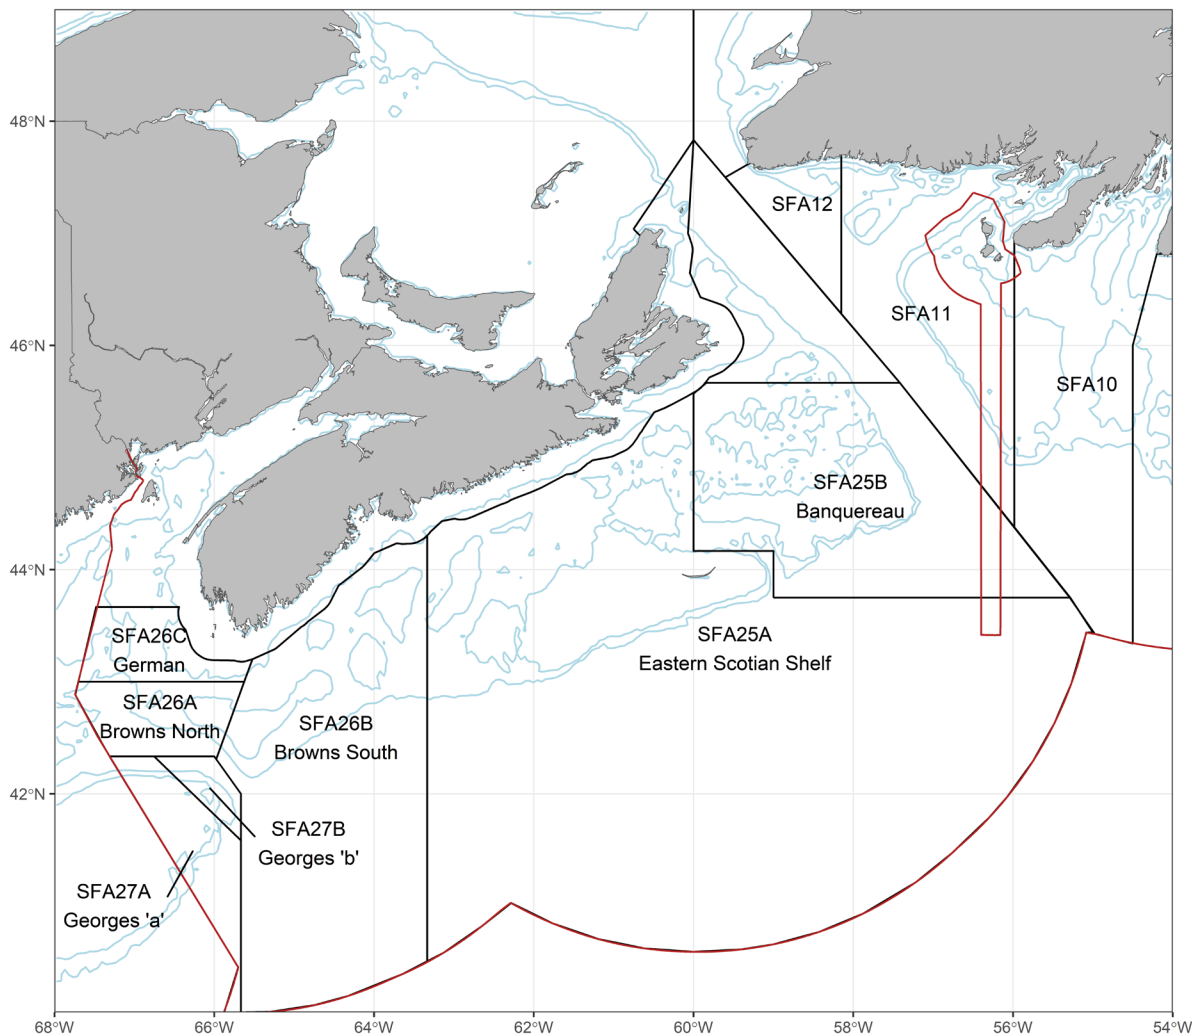 48°N
46°N
44°N
42°N
SFA12
SFA11
SFA10
SFA25B
Banquereau
SFA25A
Eastern Scotian Shelf
SFA26C
German
SFA26A
Browns North
SFA26B
Browns South
SFA27B
Georges 'b'
SFA27A
Georges 'a'
68°W
66°W
64°W
62°W
60°W
58°W
56°W
54°W